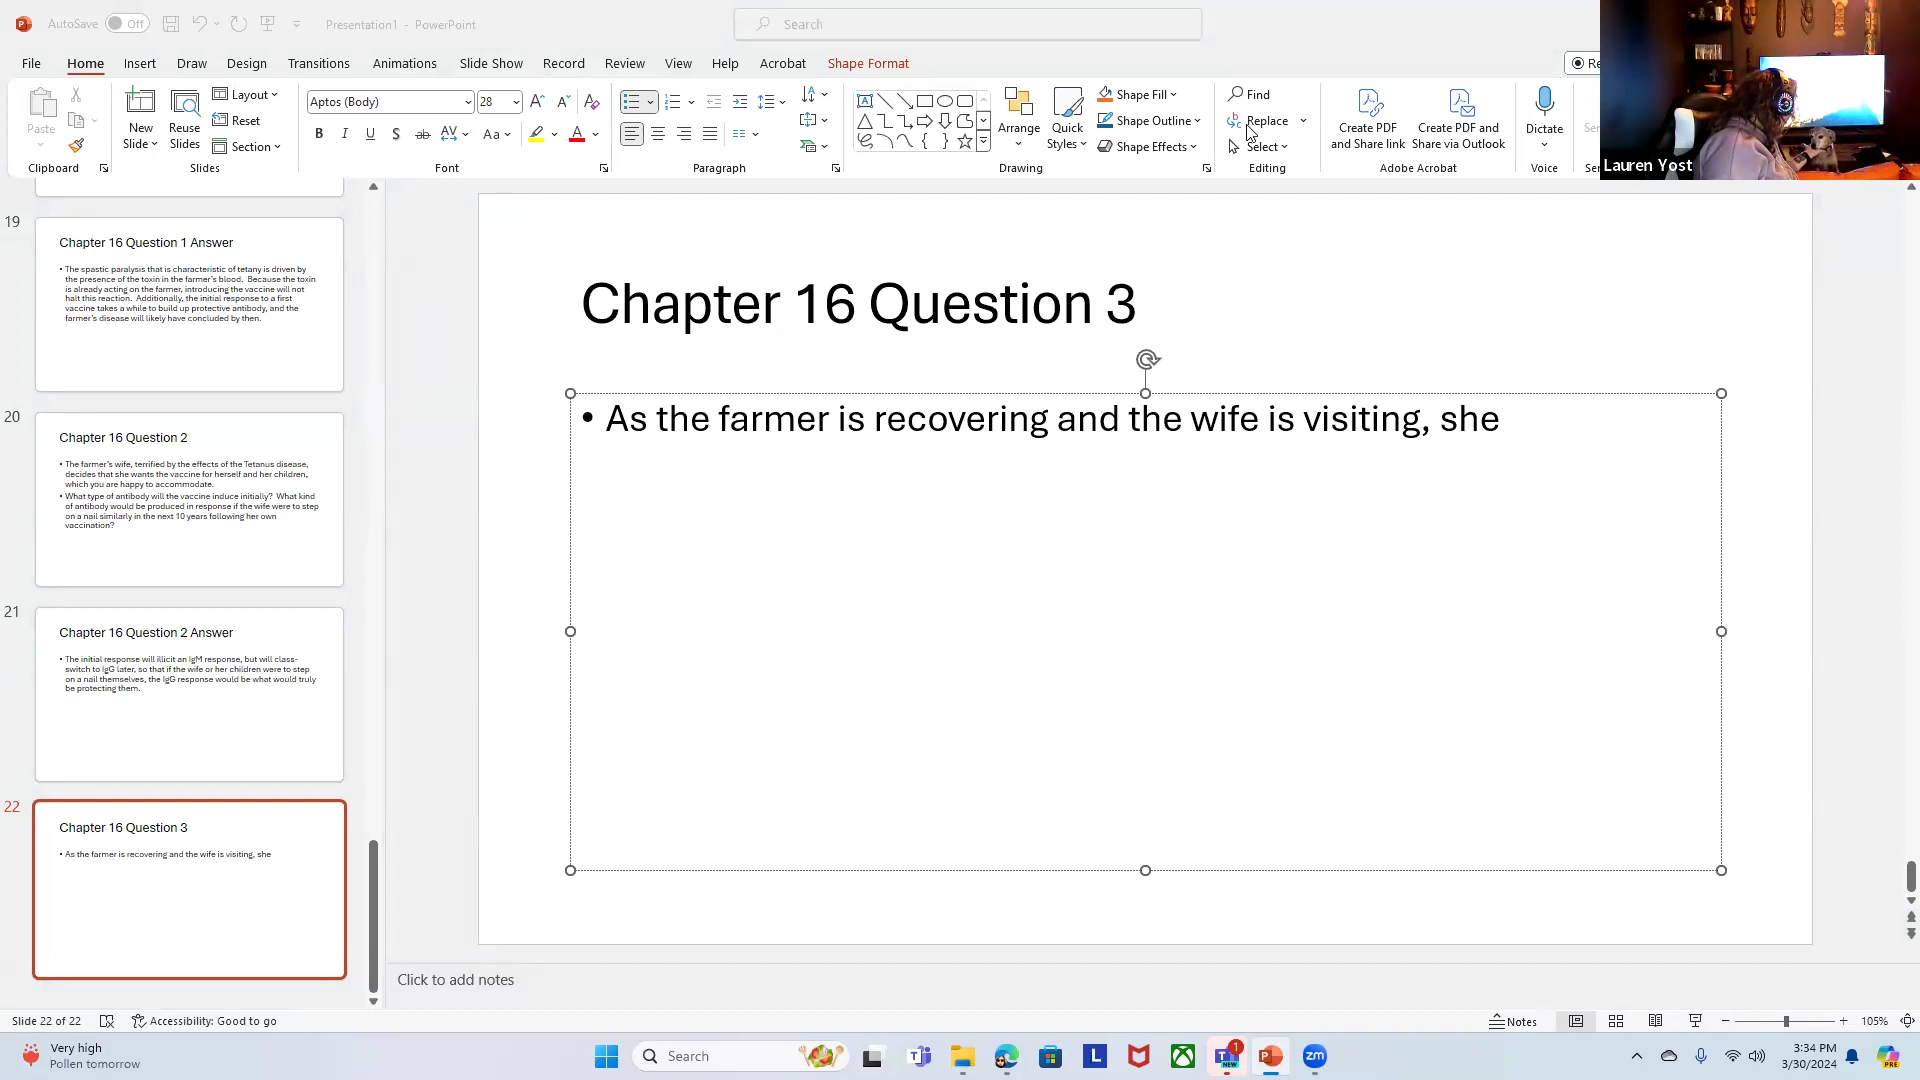 AutoSave Off Presentation1 - PowerPoint Search
File Home Insert Draw Design Transitions Animations Slide Show Record Review View Help Acrobat Shape Format
Paste New Slide Reuse Slides Layout Reset Section
Aptos (Body) 28
Arrange Quick Styles Shape Fill Shape Outline Shape Effects
Find Replace Select
Create PDF and Share link Create PDF and Share via Outlook Dictate
Clipboard Slides Font Paragraph Drawing Editing Adobe Acrobat Voice
Lauren Yost
19
Chapter 16 Question 1 Answer
• The spastic paralysis that is characteristic of tetany is driven by
the presence of the toxin in the farmer's blood. Because the toxin
is already acting on the farmer, introducing the vaccine will not
halt this reaction. Additionally, the initial response to a first
vaccine takes a while to build up protective antibody, and the
farmer's disease will likely have concluded by then.
20
Chapter 16 Question 2
• The farmer's wife, terrified by the effects of the Tetanus disease,
decides that she wants the vaccine for herself and her children,
which you are happy to accommodate.
• What type of antibody will the vaccine induce initially? What kind
of antibody would be produced in response if the wife were to step
on a nail similarly in the next 10 years following her own
vaccination?
21
Chapter 16 Question 2 Answer
• The initial response will illicit an IgM response, but will class-
switch to IgG later, so that if the wife or her children were to step
on a nail themselves, the IgG response would be what would truly
be protecting them.
22
Chapter 16 Question 3
• As the farmer is recovering and the wife is visiting, she
Chapter 16 Question 3
• As the farmer is recovering and the wife is visiting, she
Click to add notes
Slide 22 of 22 Accessibility: Good to go Notes 105%
Very high
Pollen tomorrow
Search
3:34 PM
3/30/2024